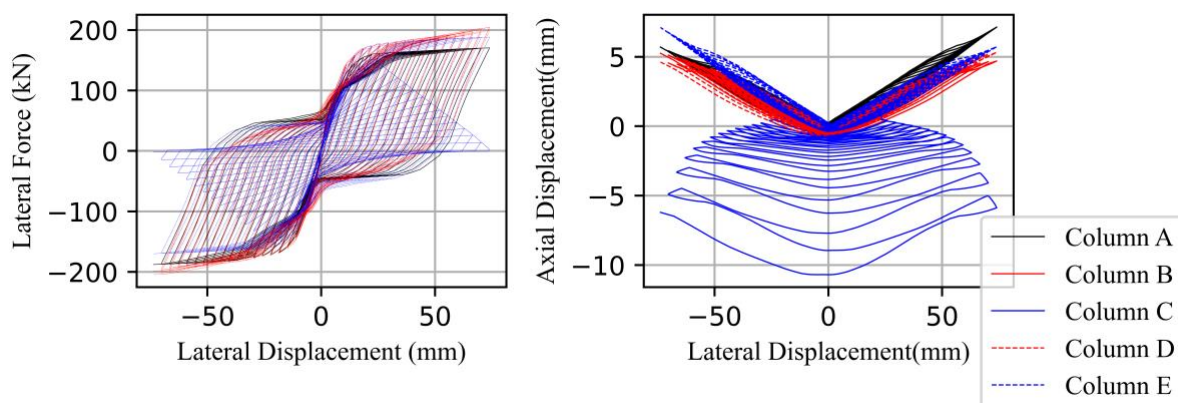 Lateral Force (kN)
200
100
0
−100
−200
−50
0
50
Lateral Displacement (mm)
Axial Displacement(mm)
5
0
−5
−10
−50
0
50
Lateral Displacement(mm)
Column A
Column B
Column C
Column D
Column E